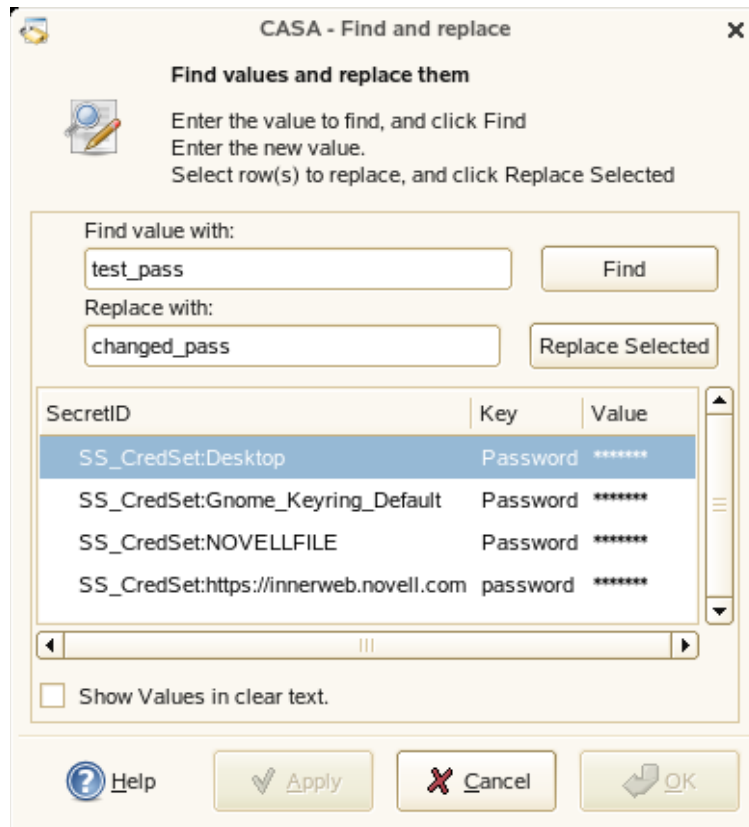 CASA - Find and replace
Find values and replace them
Enter the value to find, and click Find
Enter the new value.
Select row(s) to replace, and click Replace Selected
Find value with:
test_pass
Find
Replace with:
changed_pass
Replace Selected
SecretID Key Value
SS_CredSet:Desktop Password *******
SS_CredSet:Gnome_Keyring_Default Password *******
SS_CredSet:NOVELLFILE Password *******
SS_CredSet:https://innerweb.novell.com password *******
Show Values in clear text.
Help Apply Cancel OK